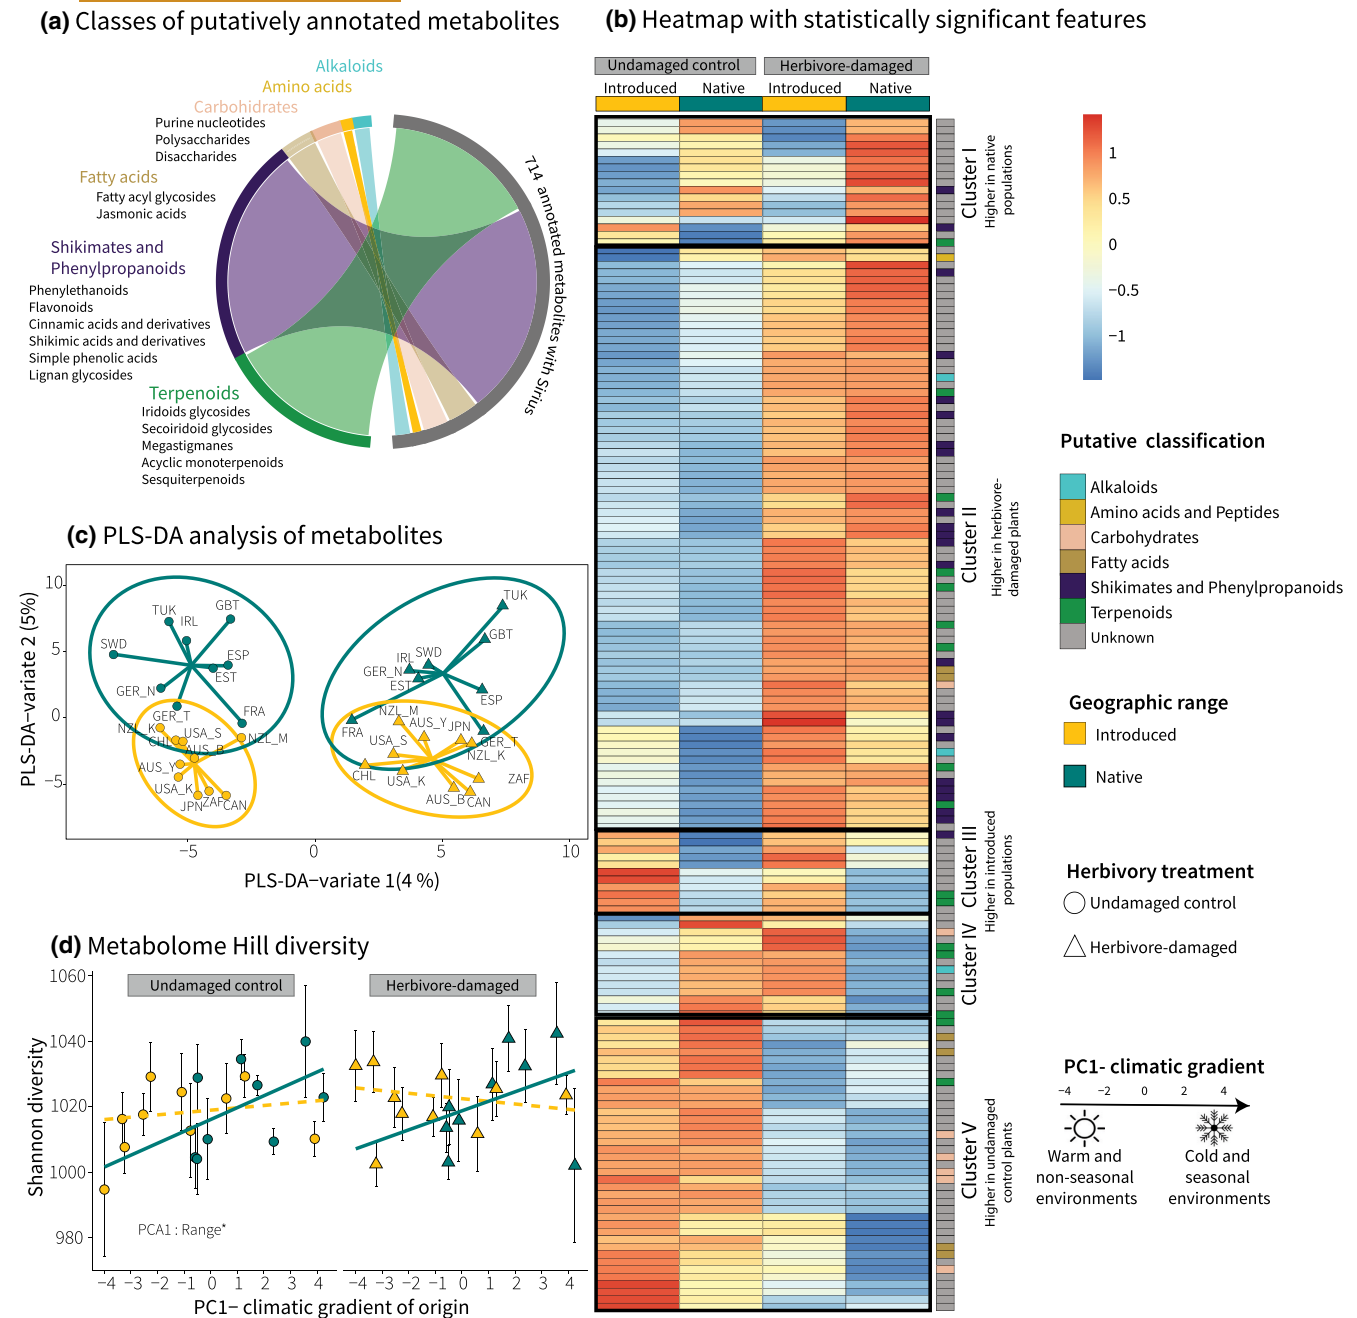 (a) Classes of putatively annotated metabolites
Alkaloids
Amino acids
Carbohidrates
Purine nucleotides
Polysaccharides
Disaccharides
Fatty acids
Fatty acyl glycosides
Jasmonic acids
Shikimates and
Phenylpropanoids
Phenylethanoids
Flavonoids
Cinnamic acids and derivatives
Shikimic acids and derivatives
Simple phenolic acids
Lignan glycosides
Terpenoids
Iridoids glycosides
Secoiridoid glycosides
Megastigmanes
Acyclic monoterpenoids
Sesquiterpenoids
714 annotated metabolites with Sirius
(b) Heatmap with statistically significant features
Undamaged control
Herbivore-damaged
Introduced
Native
Introduced
Native
Cluster I
Higher in native
populations
Cluster II
Higher in herbivore-
damaged plants
Cluster III
Higher in introduced
populations
Cluster IV
Cluster V
Higher in undamaged
control plants
1
0.5
0
−0.5
−1
Putative classification
Alkaloids
Amino acids and Peptides
Carbohydrates
Fatty acids
Shikimates and Phenylpropanoids
Terpenoids
Unknown
Geographic range
Introduced
Native
Herbivory treatment
Undamaged control
Herbivore-damaged
PC1- climatic gradient
−4 −2 0 2 4
Warm and
non-seasonal
environments
Cold and
seasonal
environments
(c) PLS-DA analysis of metabolites
PLS-DA−variate 2 (5%)
10
5
0
−5
TUK
GBT
IRL
SWD
ESP
EST
GER_N
GER_T
FRA
NZL_K
USA_S
CHL
AUS_B
NZL_M
AUS_Y
USA_K
JPN
ZAF
CAN
TUK
GBT
IRL
SWD
GER_N
EST
ESP
NZL_M
FRA
AUS_Y
JPN
USA_S
GER_T
NZL_K
CHL
USA_K
ZAF
AUS_B
CAN
−5 0 5 10
PLS-DA−variate 1(4 %)
(d) Metabolome Hill diversity
Undamaged control
Herbivore-damaged
Shannon diversity
1060
1040
1020
1000
980
PCA1 : Range*
−4 −3 −2 −1 0 1 2 3 4
−4 −3 −2 −1 0 1 2 3 4
PC1− climatic gradient of origin